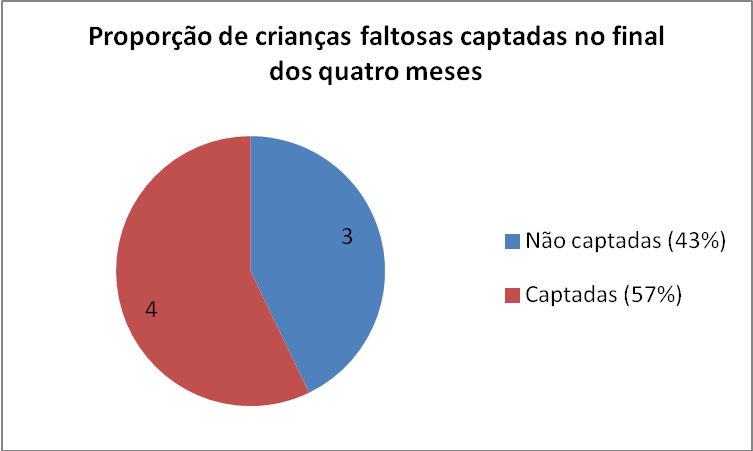 Proporção de crianças faltosas captadas no final
dos quatro meses
3
Não captadas (43%)
Captadas (57%)
4